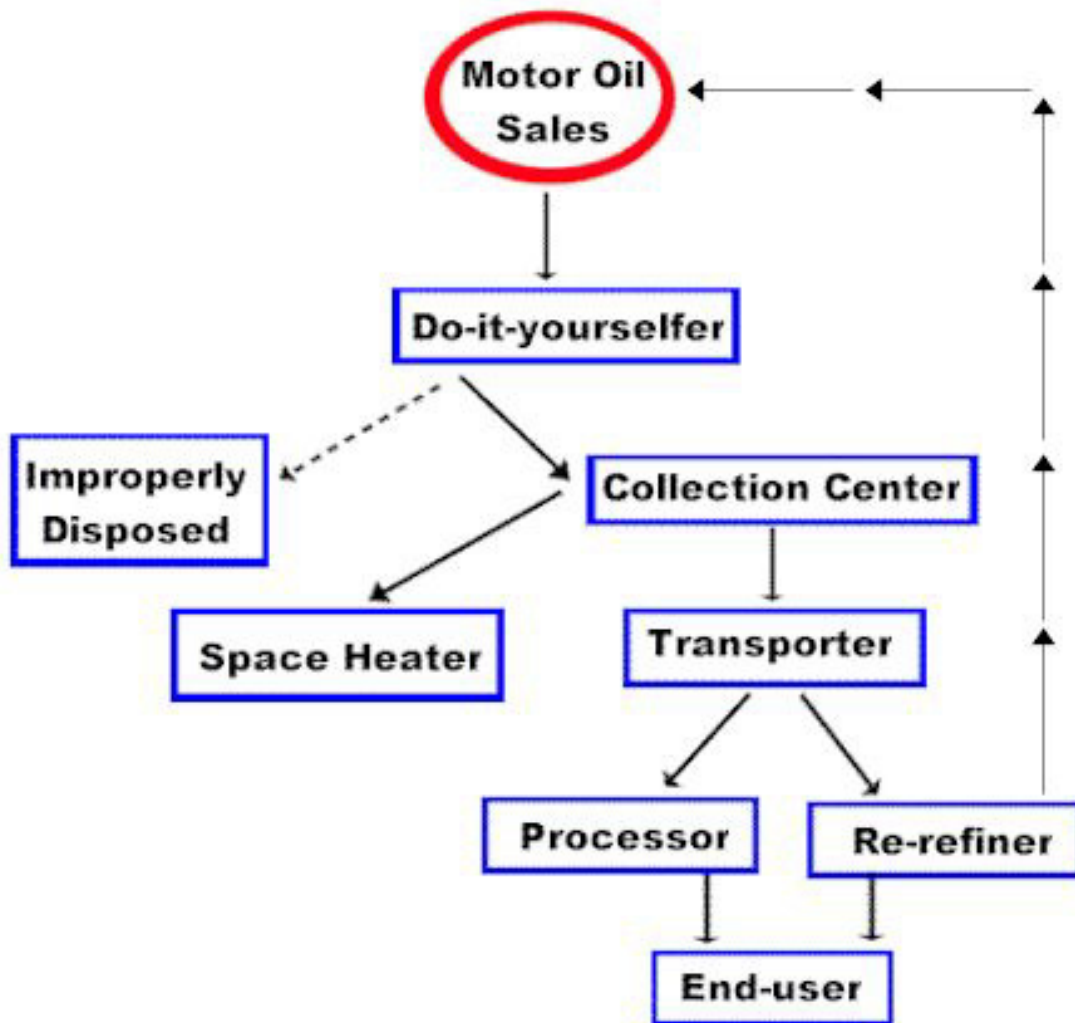 Motor Oil
Sales
Do-it-yourselfer
Improperly
Disposed
Collection Center
Space Heater
Transporter
Processor
Re-refiner
End-user